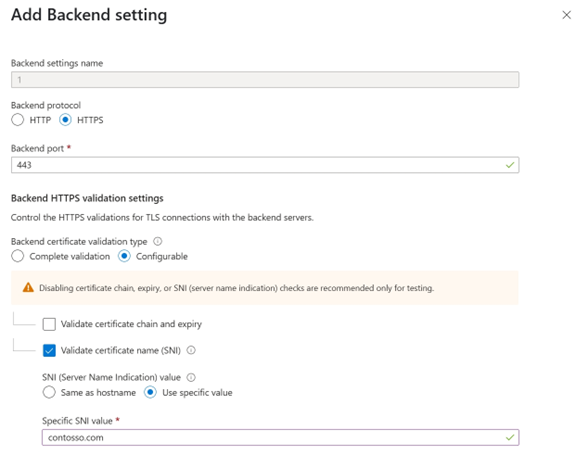 Add Backend setting
Backend settings name
1
Backend protocol
HTTP HTTPS
Backend port *
443
Backend HTTPS validation settings
Control the HTTPS validations for TLS connections with the backend servers.
Backend certificate validation type
Complete validation Configurable
Disabling certificate chain, expiry, or SNI (server name indication) checks are recommended only for testing.
Validate certificate chain and expiry
Validate certificate name (SNI)
SNI (Server Name Indication) value
Same as hostname Use specific value
Specific SNI value *
contosso.com